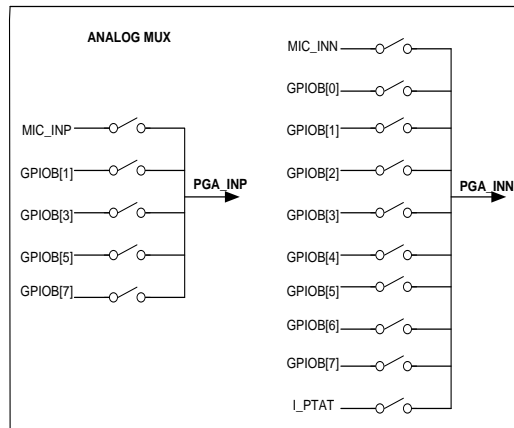 ANALOG MUX
MIC_INP
GPIOB[1]
GPIOB[3]
GPIOB[5]
GPIOB[7]
PGA_INP
MIC_INN
GPIOB[0]
GPIOB[1]
GPIOB[2]
GPIOB[3]
GPIOB[4]
GPIOB[5]
GPIOB[6]
GPIOB[7]
I_PTAT
PGA_INN